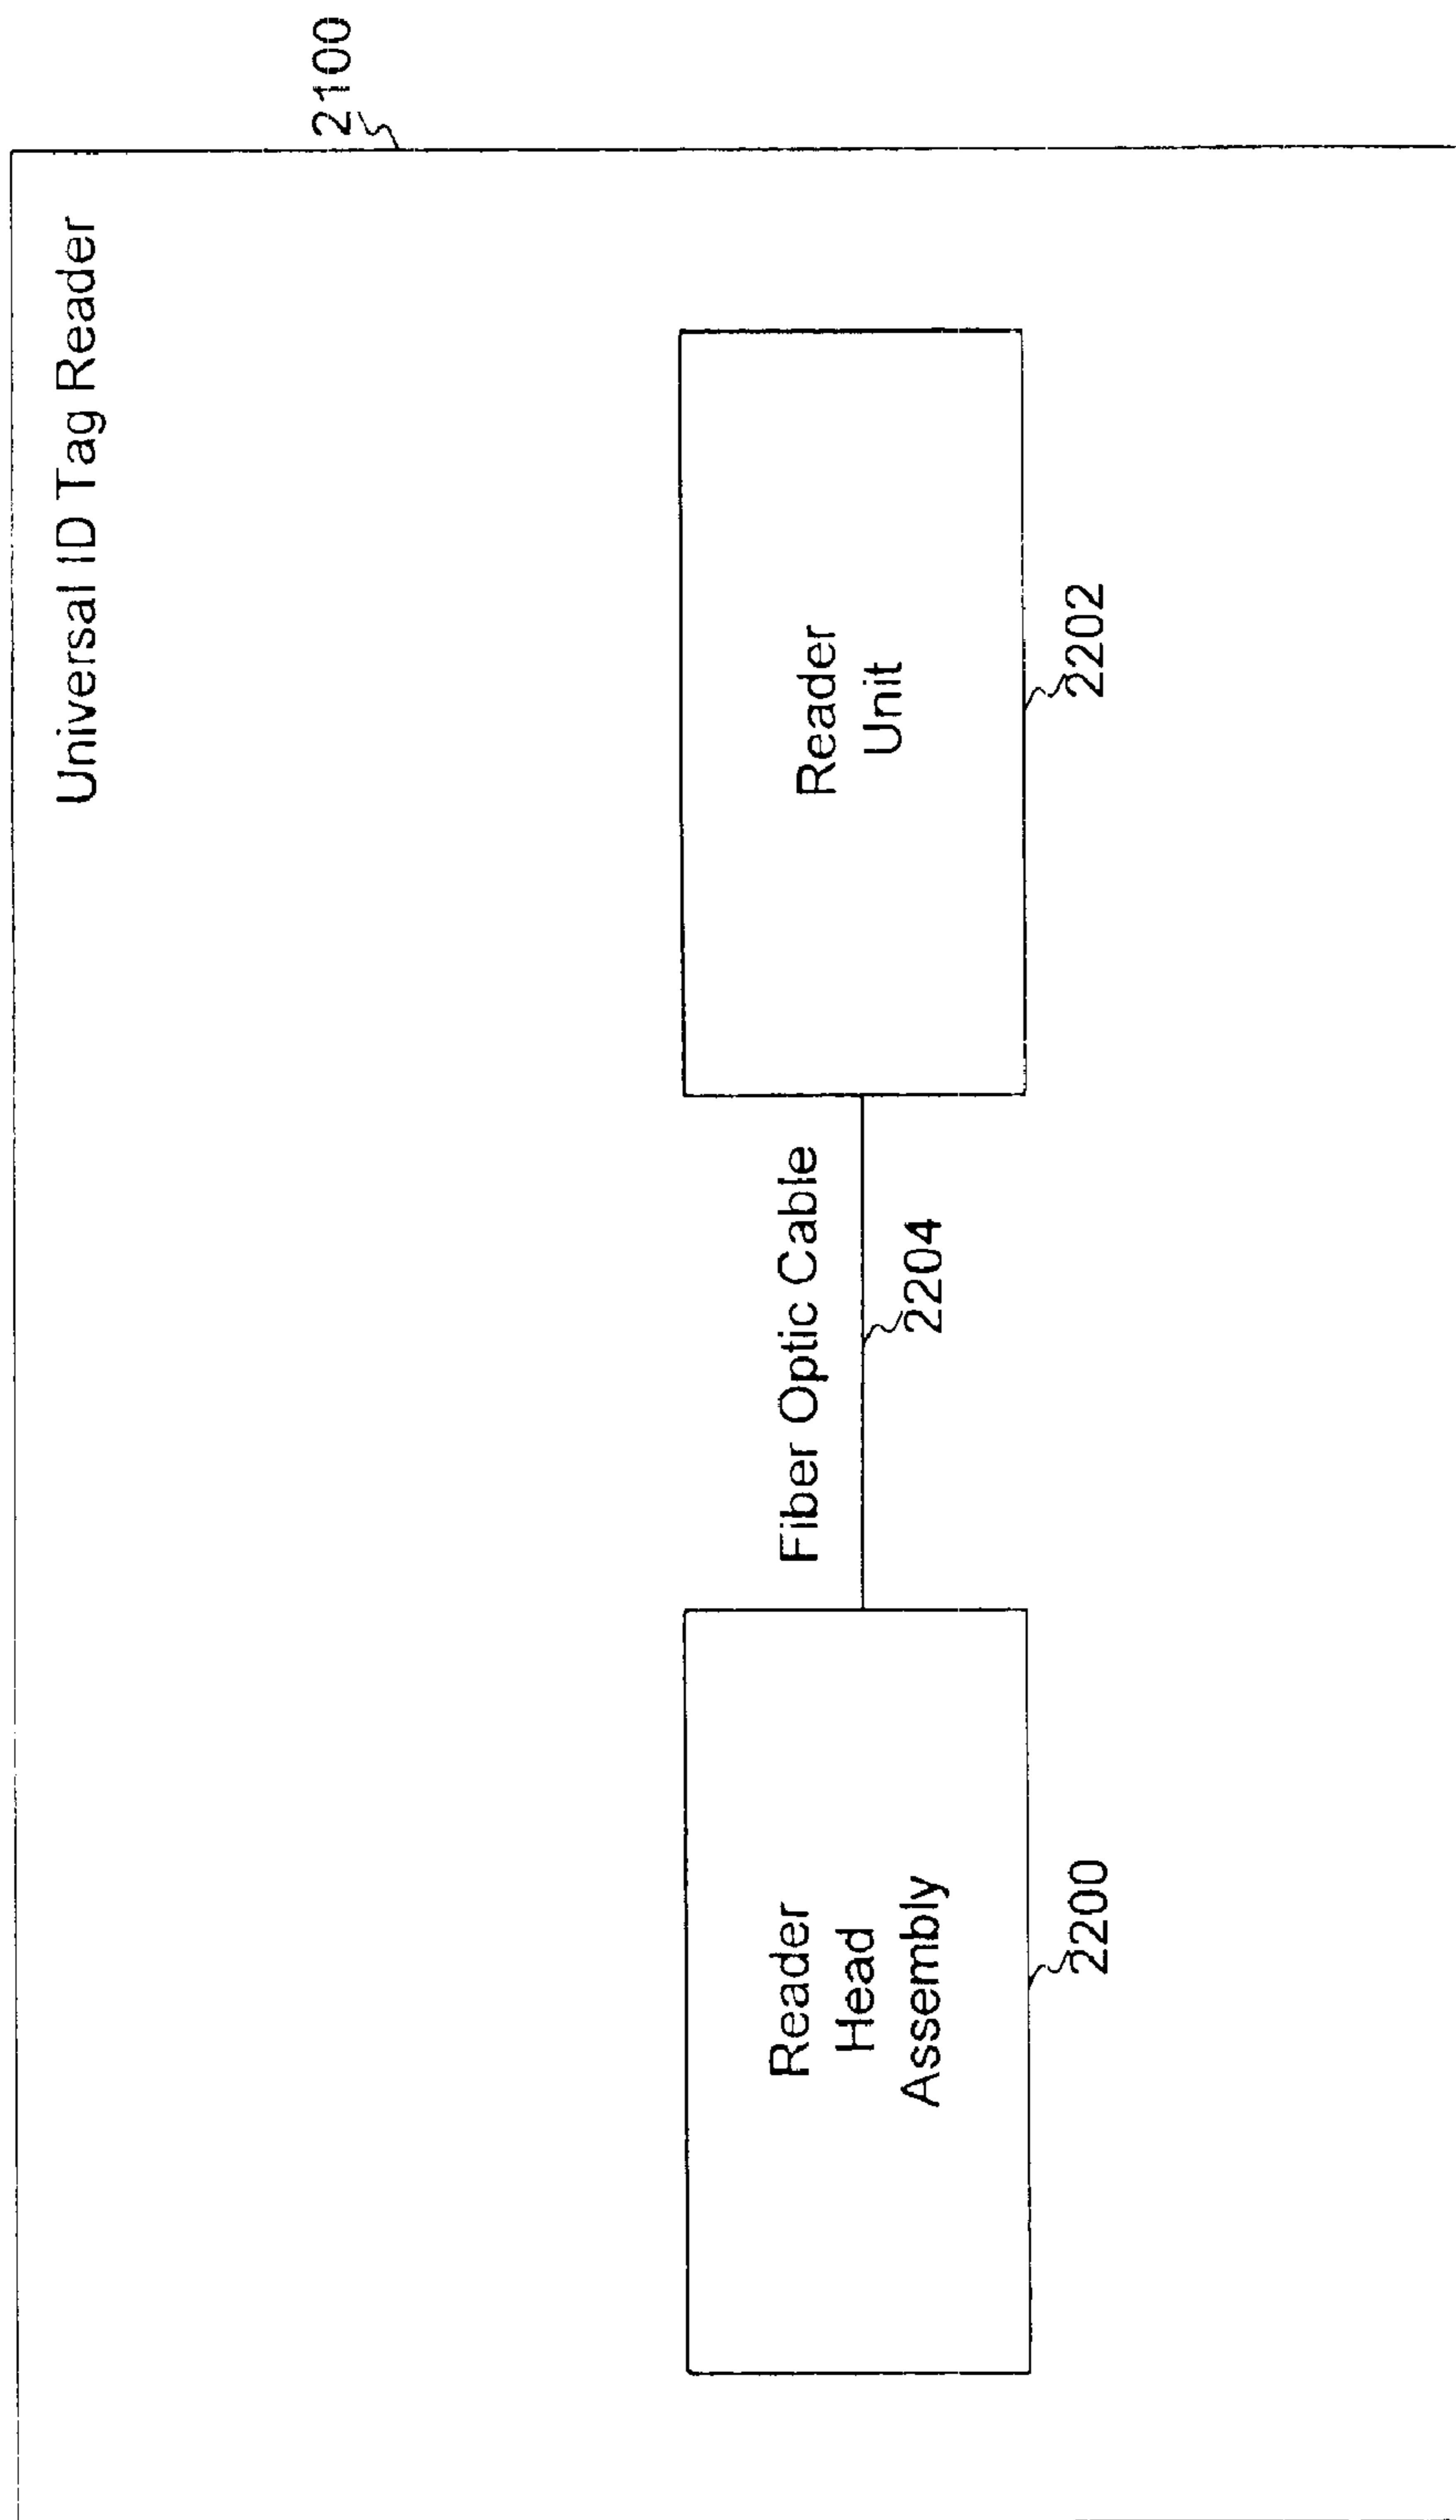 Universal ID Tag Reader
2100
Reader
Head
Assembly
2200
Fiber Optic Cable
2204
Reader
Unit
2202